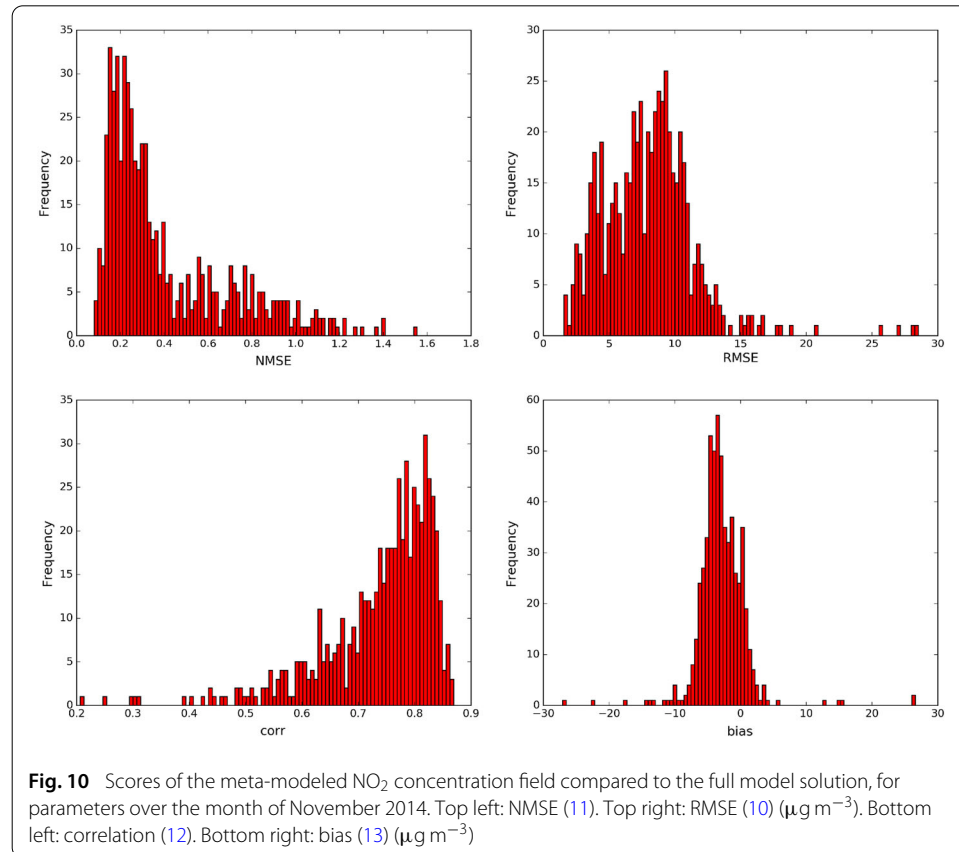 35
30
25
20
15
10
5
0
Frequency
0.0 0.2 0.4 0.6 0.8 1.0 1.2 1.4 1.6 1.8
NMSE
30
25
20
15
10
5
0
Frequency
0 5 10 15 20 25 30
RMSE
35
30
25
20
15
10
5
0
Frequency
0.2 0.3 0.4 0.5 0.6 0.7 0.8 0.9
corr
60
50
40
30
20
10
0
Frequency
−30 −20 −10 0 10 20 30
bias
Fig. 10 Scores of the meta-modeled NO₂ concentration field compared to the full model solution, for
parameters over the month of November 2014. Top left: NMSE (11). Top right: RMSE (10) (μg m⁻³). Bottom
left: correlation (12). Bottom right: bias (13) (μg m⁻³)